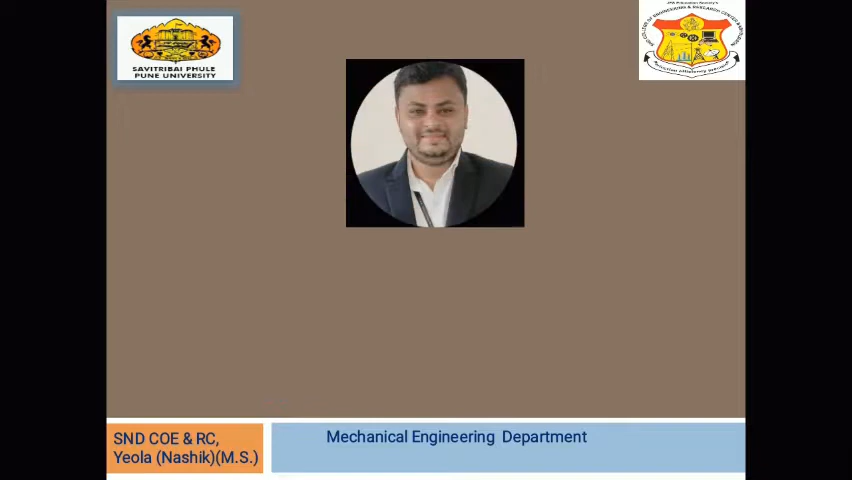 SAVITRIBAI PHULE
PUNE UNIVERSITY
SND COE & RC,
Yeola (Nashik)(M.S.)
Mechanical Engineering Department